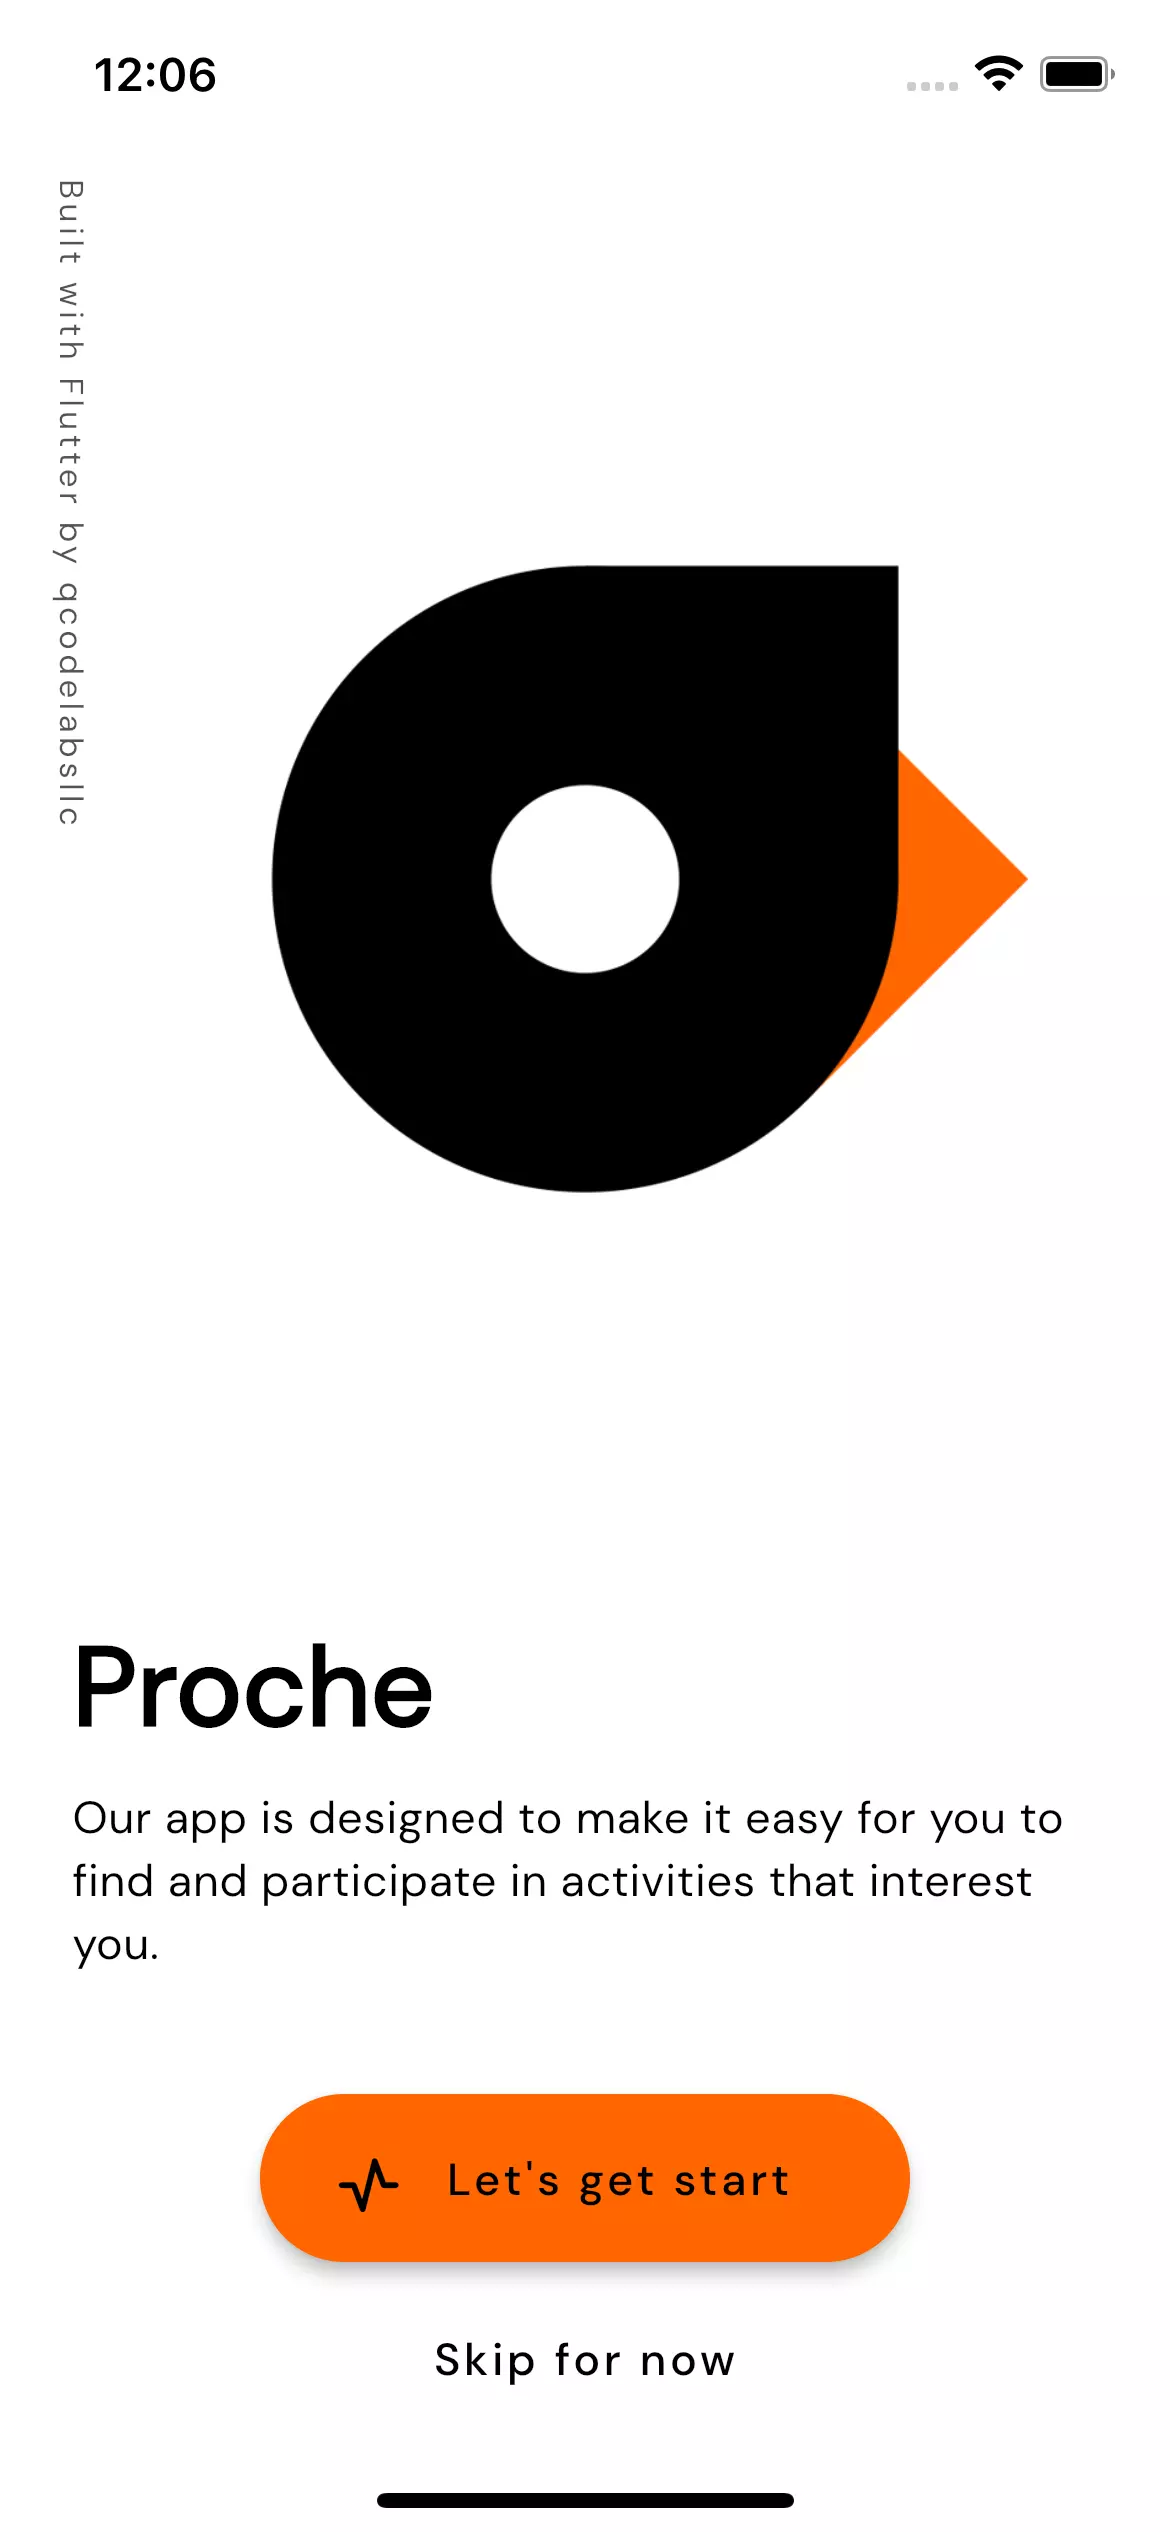 12:06
Built with Flutter by qcodelabsllc
Proche
Our app is designed to make it easy for you to
find and participate in activities that interest
you.
Let's get start
Skip for now